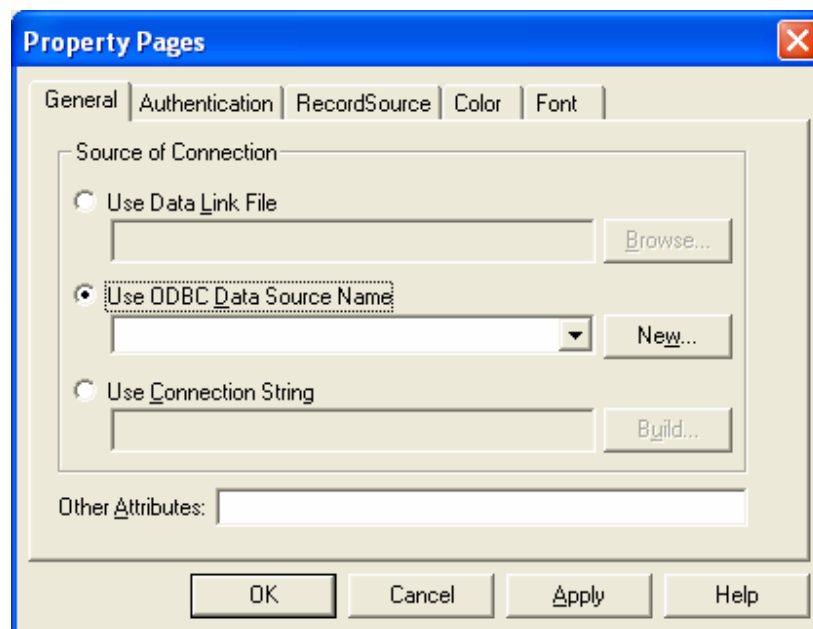 Property Pages
General Authentication RecordSource Color Font
Source of Connection
Use Data Link File
Browse...
Use ODBC Data Source Name
New...
Use Connection String
Build...
Other Attributes:
OK Cancel Apply Help